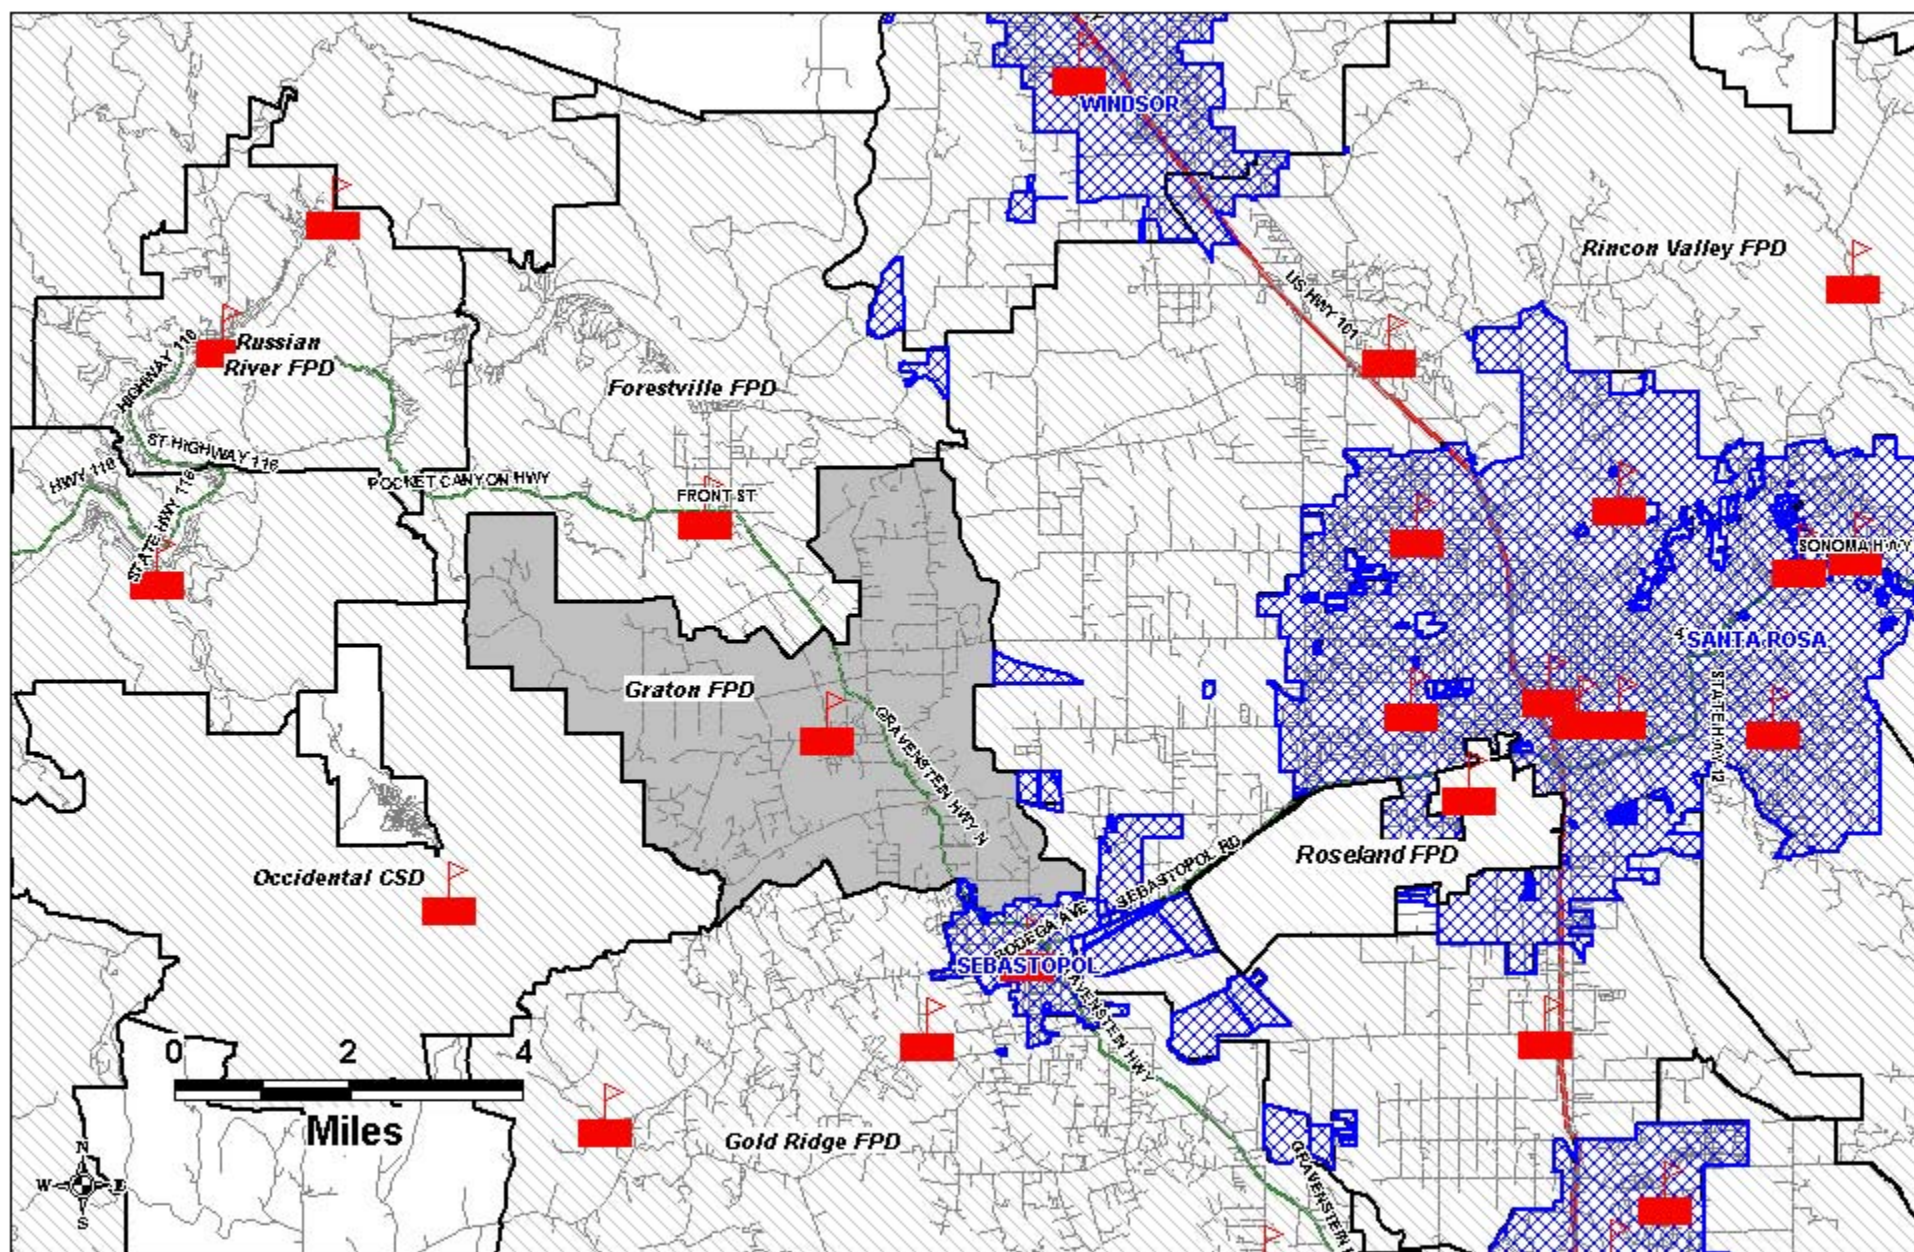 WINDSOR
Rincon Valley FPD
US HWY 101
Russian
River FPD
HIGHWAY 116
Forestville FPD
ST HIGHWAY 116
HWY 116
STATE HWY 116
POCKET CANYON HWY
FRONT ST
SONOMA HWY
SANTA ROSA
STATE HWY 12
Graton FPD
GRAVENSTEIN HWY N
Roseland FPD
SEBASTOPOL RD
Occidental CSD
BODEGA AVE
SEBASTOPOL
AVENSTEIN HWY
0 2 4
Miles
Gold Ridge FPD
GRAVENSTEIN
N
W E
S